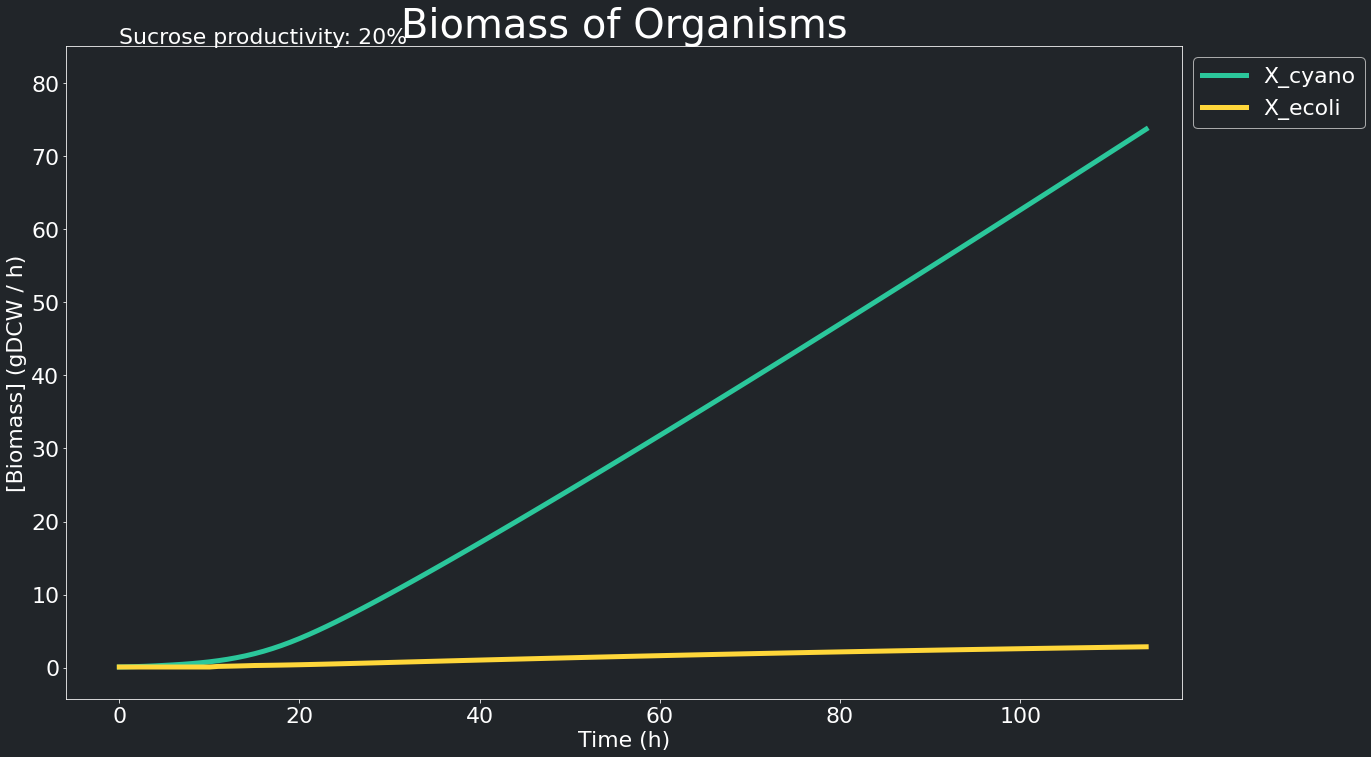 Biomass of Organisms
Sucrose productivity: 20%
X_cyano
X_ecoli
[Biomass] (gDCW / h)
80
70
60
50
40
30
20
10
0
0 20 40 60 80 100
Time (h)